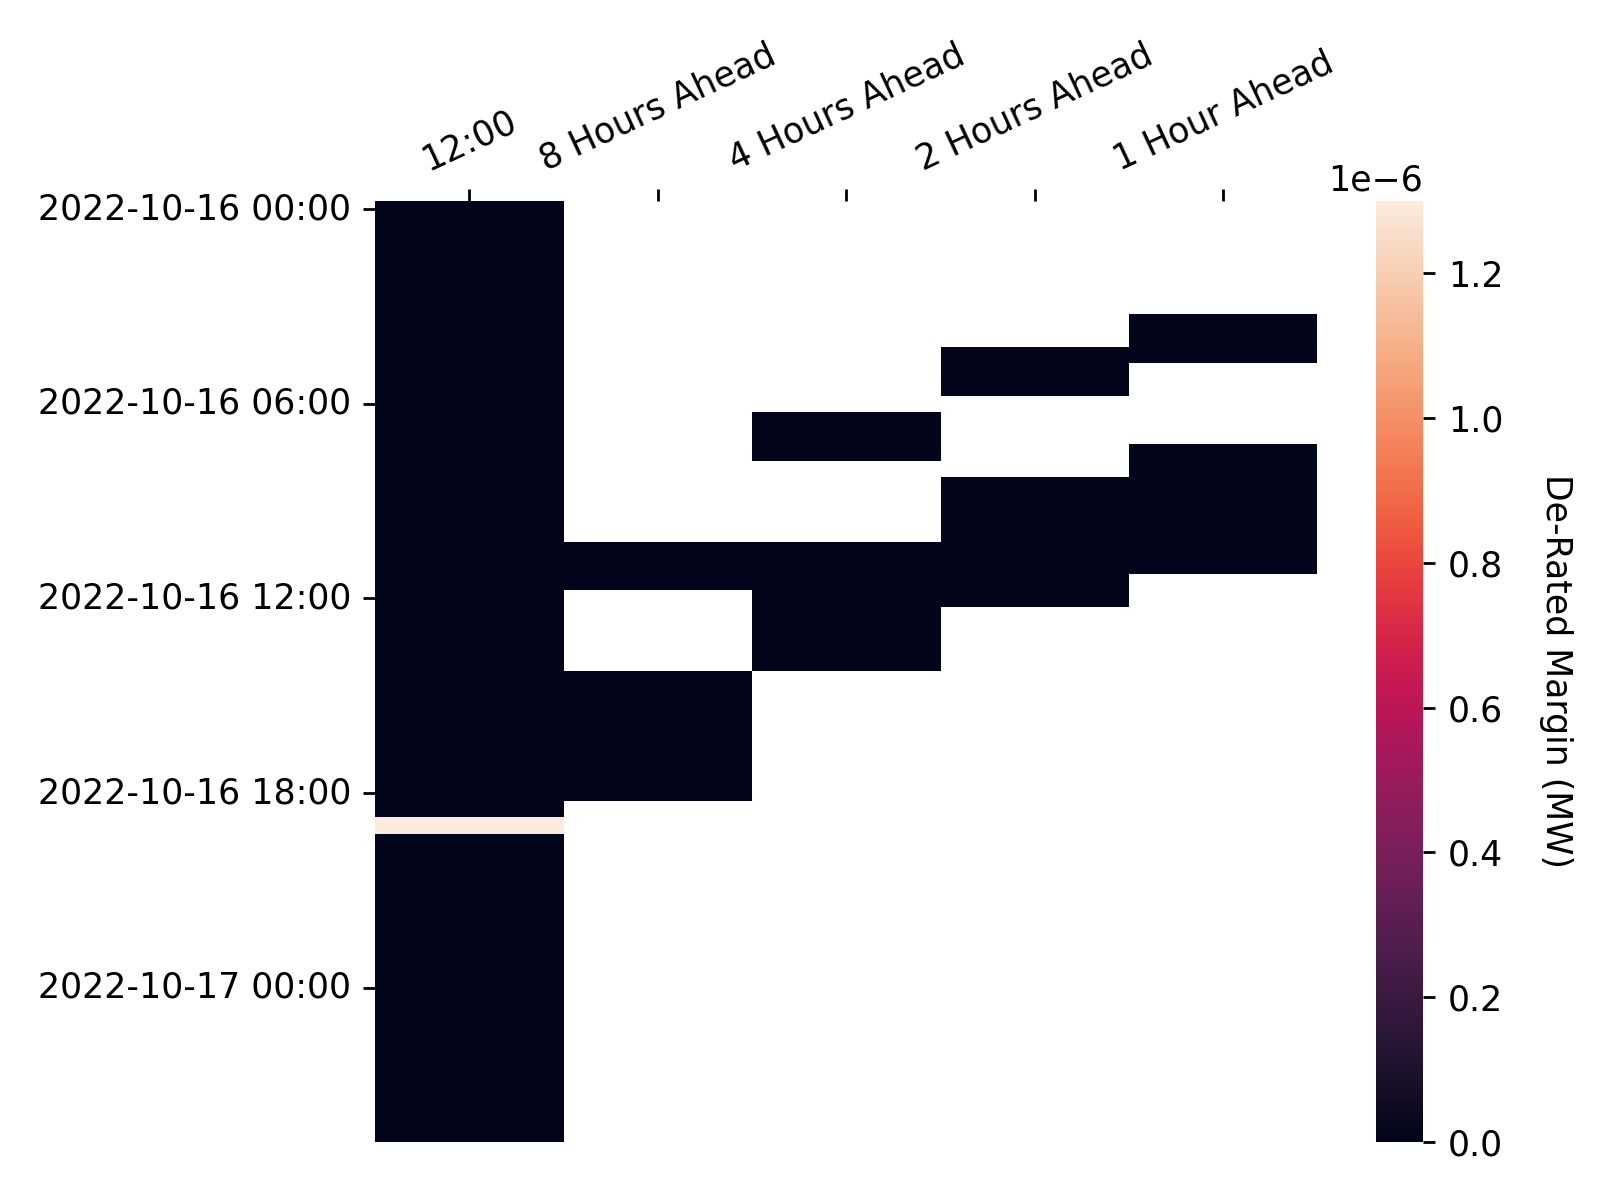 12:00
8 Hours Ahead
4 Hours Ahead
2 Hours Ahead
1 Hour Ahead
1e−6
2022-10-16 00:00
2022-10-16 06:00
2022-10-16 12:00
2022-10-16 18:00
2022-10-17 00:00
1.2
1.0
0.8
0.6
0.4
0.2
0.0
De-Rated Margin (MW)